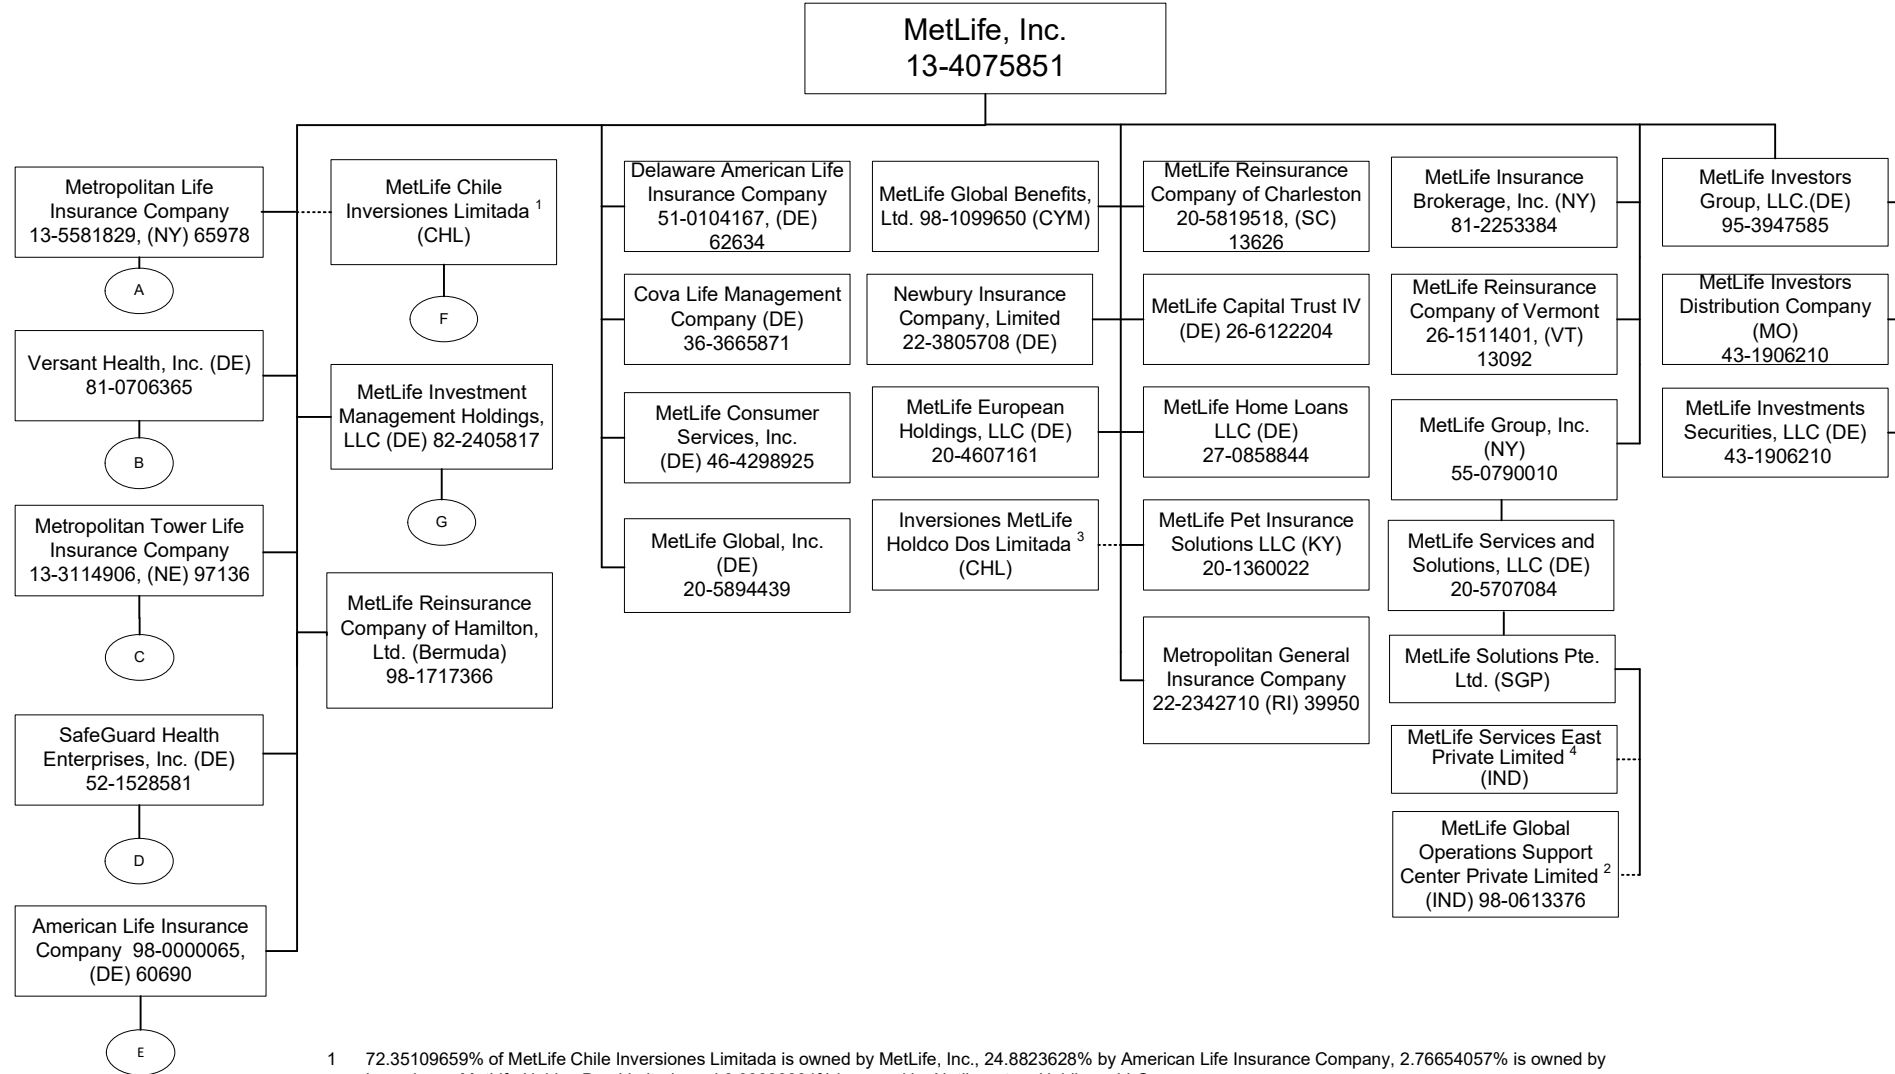 MetLife, Inc.
13-4075851
Metropolitan Life
Insurance Company
13-5581829, (NY) 65978
A
Versant Health, Inc. (DE)
81-0706365
B
Metropolitan Tower Life
Insurance Company
13-3114906, (NE) 97136
C
SafeGuard Health
Enterprises, Inc. (DE)
52-1528581
D
American Life Insurance
Company 98-0000065,
(DE) 60690
E
MetLife Chile
Inversiones Limitada 1
(CHL)
F
MetLife Investment
Management Holdings,
LLC (DE) 82-2405817
G
MetLife Reinsurance
Company of Hamilton,
Ltd. (Bermuda)
98-1717366
Delaware American Life
Insurance Company
51-0104167, (DE)
62634
Cova Life Management
Company (DE)
36-3665871
MetLife Consumer
Services, Inc.
(DE) 46-4298925
MetLife Global, Inc.
(DE)
20-5894439
MetLife Global Benefits,
Ltd. 98-1099650 (CYM)
Newbury Insurance
Company, Limited
22-3805708 (DE)
MetLife European
Holdings, LLC (DE)
20-4607161
Inversiones MetLife
Holdco Dos Limitada 3
(CHL)
MetLife Reinsurance
Company of Charleston
20-5819518, (SC)
13626
MetLife Capital Trust IV
(DE) 26-6122204
MetLife Home Loans
LLC (DE)
27-0858844
MetLife Pet Insurance
Solutions LLC (KY)
20-1360022
Metropolitan General
Insurance Company
22-2342710 (RI) 39950
MetLife Insurance
Brokerage, Inc. (NY)
81-2253384
MetLife Reinsurance
Company of Vermont
26-1511401, (VT)
13092
MetLife Group, Inc.
(NY)
55-0790010
MetLife Services and
Solutions, LLC (DE)
20-5707084
MetLife Solutions Pte.
Ltd. (SGP)
MetLife Services East
Private Limited 4
(IND)
MetLife Global
Operations Support
Center Private Limited 2
(IND) 98-0613376
MetLife Investors
Group, LLC.(DE)
95-3947585
MetLife Investors
Distribution Company
(MO)
43-1906210
MetLife Investments
Securities, LLC (DE)
43-1906210
1 72.35109659% of MetLife Chile Inversiones Limitada is owned by MetLife, Inc., 24.8823628% by American Life Insurance Company, 2.76654057% is owned by